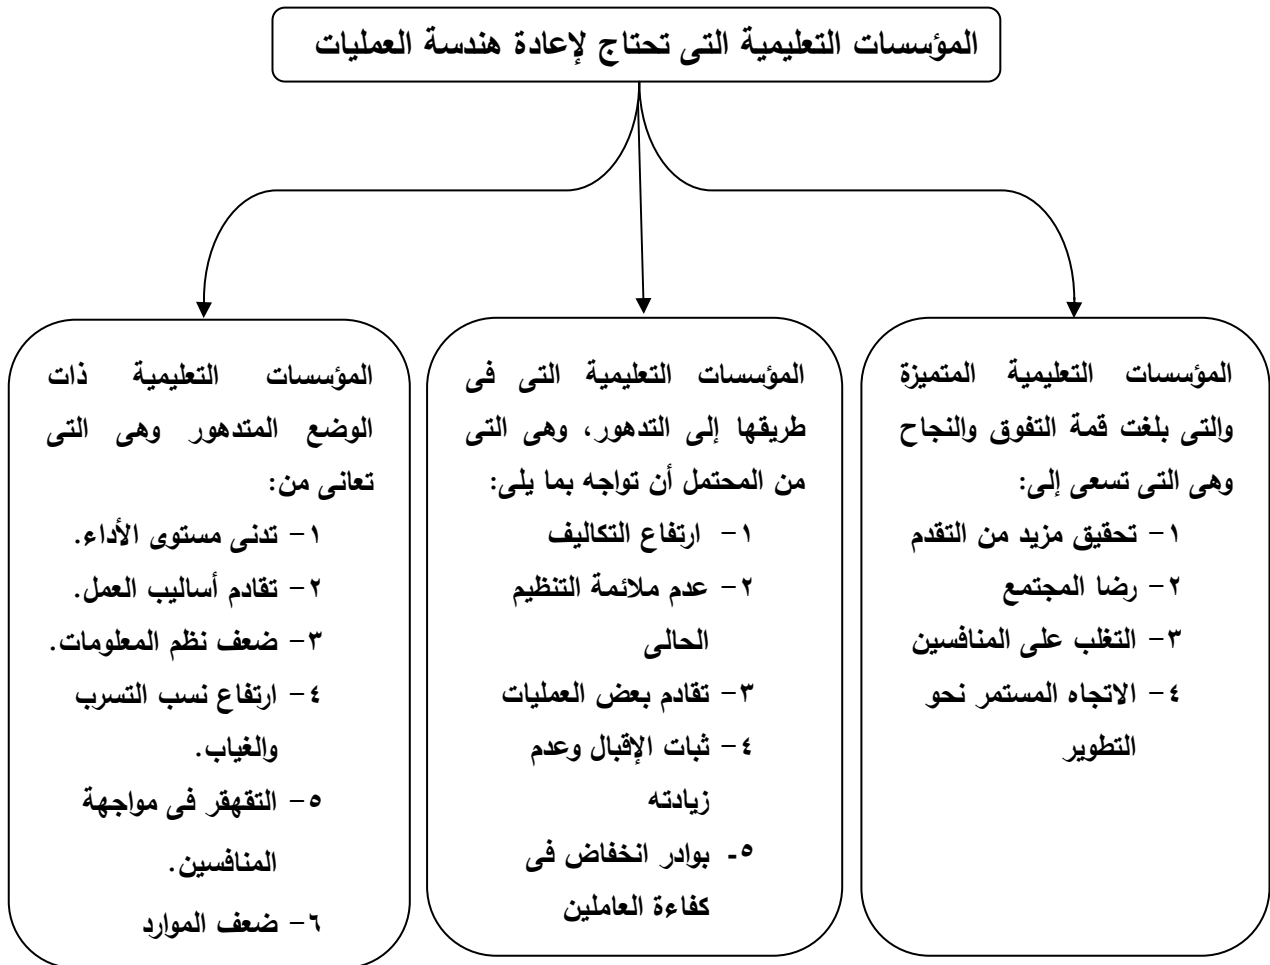 المؤسسات التعليمية التى تحتاج لإعادة هندسة العمليات
المؤسسات التعليمية المتميزة
والتى بلغت قمة التفوق والنجاح
وهى التى تسعى إلى:
١- تحقيق مزيد من التقدم
٢- رضا المجتمع
٣- التغلب على المنافسين
٤- الاتجاه المستمر نحو
التطوير
المؤسسات التعليمية التى فى
طريقها إلى التدهور، وهى التى
من المحتمل أن تواجه بما يلى:
١- ارتفاع التكاليف
٢- عدم ملائمة التنظيم
الحالى
٣- تقادم بعض العمليات
٤- ثبات الإقبال وعدم
زيادته
٥- بوادر انخفاض فى
كفاءة العاملين
المؤسسات التعليمية ذات
الوضع المتدهور وهى التى
تعانى من:
١- تدنى مستوى الأداء.
٢- تقادم أساليب العمل.
٣- ضعف نظم المعلومات.
٤- ارتفاع نسب التسرب
والغياب.
٥- التقهقر فى مواجهة
المنافسين.
٦- ضعف الموارد